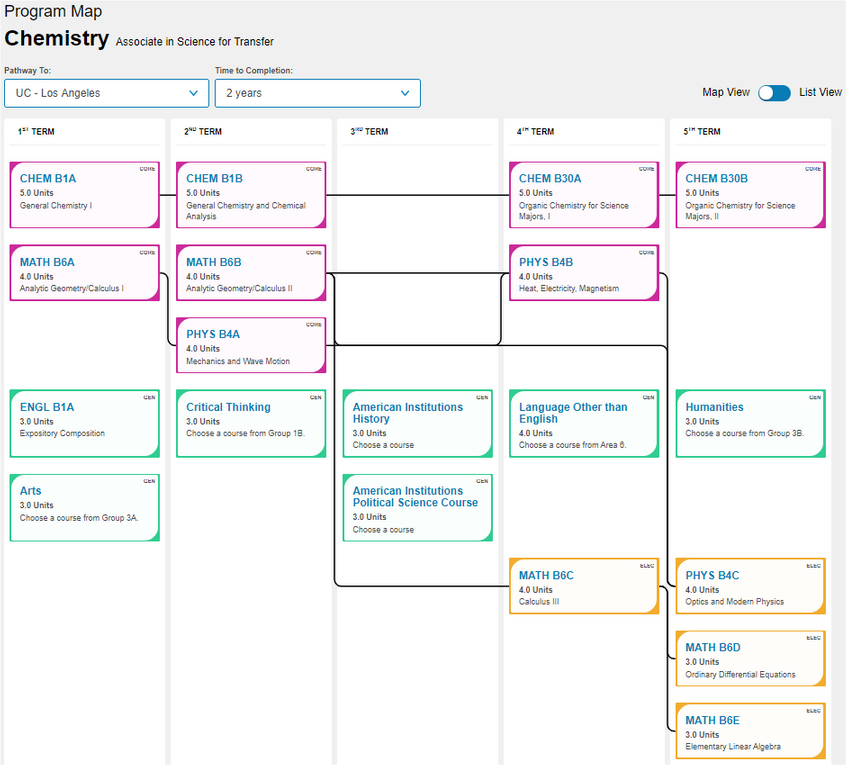 Program Map
Chemistry Associate in Science for Transfer
Pathway To: Time to Completion:
UC - Los Angeles 2 years
Map View List View
1ST TERM 2ND TERM 3RD TERM 4TH TERM 5TH TERM
CORE
CHEM B1A
5.0 Units
General Chemistry I
CORE
CHEM B1B
5.0 Units
General Chemistry and Chemical
Analysis
CORE
CHEM B30A
5.0 Units
Organic Chemistry for Science
Majors, I
CORE
CHEM B30B
5.0 Units
Organic Chemistry for Science
Majors, II
CORE
MATH B6A
4.0 Units
Analytic Geometry/Calculus I
CORE
MATH B6B
4.0 Units
Analytic Geometry/Calculus II
CORE
PHYS B4B
4.0 Units
Heat, Electricity, Magnetism
CORE
PHYS B4A
4.0 Units
Mechanics and Wave Motion
GEN
ENGL B1A
3.0 Units
Expository Composition
GEN
Critical Thinking
3.0 Units
Choose a course from Group 1B.
GEN
American Institutions
History
3.0 Units
Choose a course
GEN
Language Other than
English
4.0 Units
Choose a course from Area 6.
GEN
Humanities
3.0 Units
Choose a course from Group 3B.
GEN
Arts
3.0 Units
Choose a course from Group 3A.
GEN
American Institutions
Political Science Course
3.0 Units
Choose a course
ELEC
MATH B6C
4.0 Units
Calculus III
ELEC
PHYS B4C
4.0 Units
Optics and Modern Physics
ELEC
MATH B6D
3.0 Units
Ordinary Differential Equations
ELEC
MATH B6E
3.0 Units
Elementary Linear Algebra